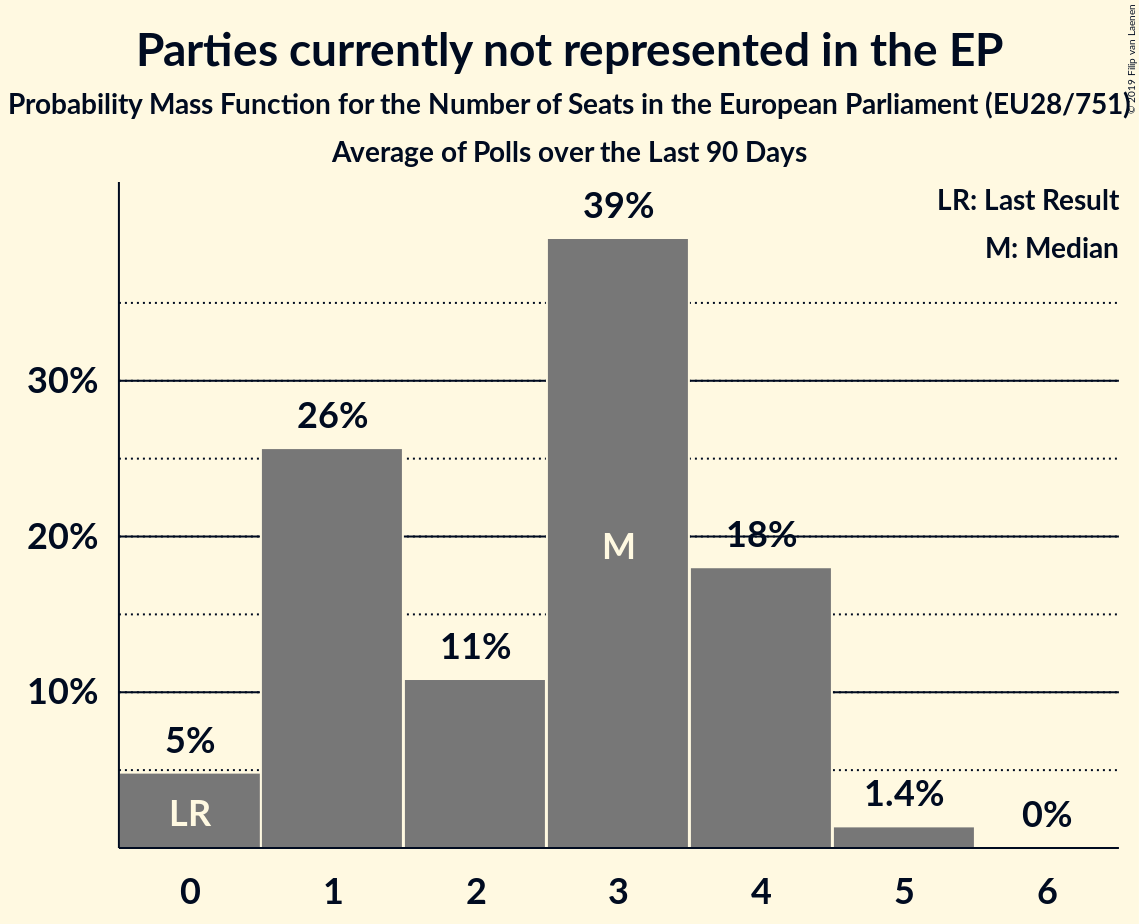 Parties currently not represented in the EP
Probability Mass Function for the Number of Seats in the European Parliament (EU28/751)
Average of Polls over the Last 90 Days
© 2019 Filip van Laenen
LR: Last Result
M: Median
39%
30%
26%
20%
18%
M
11%
10%
5%
LR
1.4%
0%
0 1 2 3 4 5 6